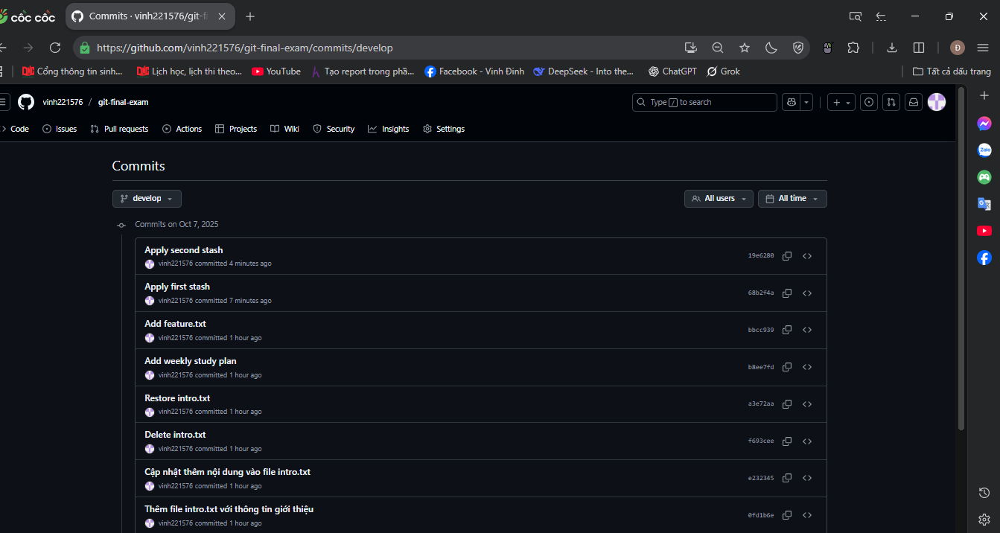 cốc cốc
Commits · vinh221576/git-fi
https://github.com/vinh221576/git-final-exam/commits/develop
Đ
Cổng thông tin sinh... Lịch học, lịch thi theo... YouTube Tạo report trong phầ... Facebook - Vinh Đinh DeepSeek - Into the... ChatGPT Grok Tất cả dấu trang
vinh221576 / git-final-exam
Type / to search
Code Issues Pull requests Actions Projects Wiki Security Insights Settings
Zalo
Commits
develop All users All time
Commits on Oct 7, 2025
Apply second stash
vinh221576 committed 4 minutes ago 19e6280
Apply first stash
vinh221576 committed 7 minutes ago 68b2f4a
Add feature.txt
vinh221576 committed 1 hour ago bbcc939
Add weekly study plan
vinh221576 committed 1 hour ago b8ee7fd
Restore intro.txt
vinh221576 committed 1 hour ago a3e72aa
Delete intro.txt
vinh221576 committed 1 hour ago f693cee
Cập nhật thêm nội dung vào file intro.txt
vinh221576 committed 1 hour ago e232345
Thêm file intro.txt với thông tin giới thiệu
vinh221576 committed 1 hour ago 0fd1b6e